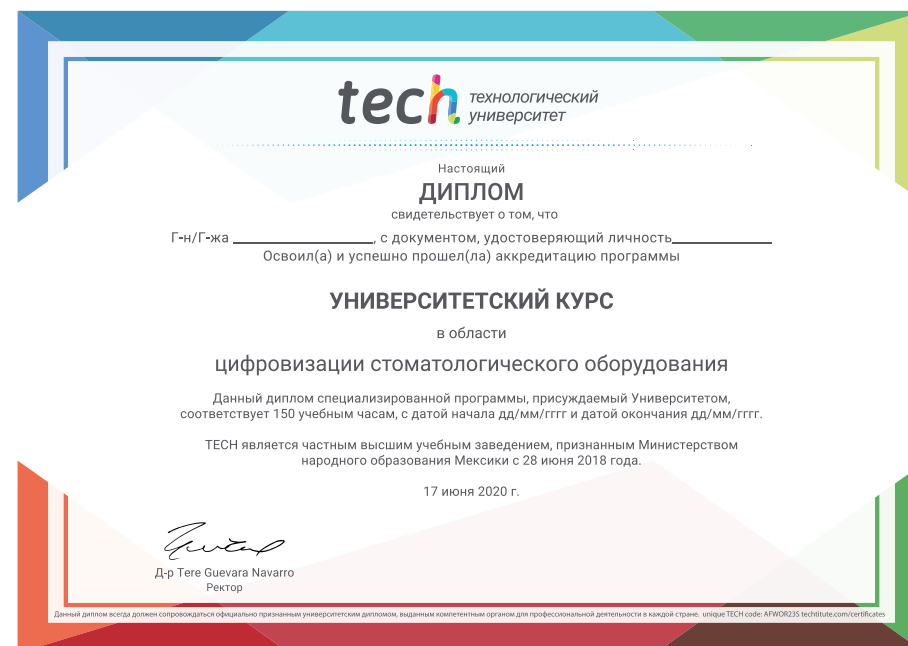 tech технологический
университет
Настоящий
ДИПЛОМ
свидетельствует о том, что
Г-н/Г-жа ____________________, с документом, удостоверяющий личность______________
Освоил(а) и успешно прошел(ла) аккредитацию программы
УНИВЕРСИТЕТСКИЙ КУРС
в области
цифровизации стоматологического оборудования
Данный диплом специализированной программы, присуждаемый Университетом,
соответствует 150 учебным часам, с датой начала дд/мм/гггг и датой окончания дд/мм/гггг.
TECH является частным высшим учебным заведением, признанным Министерством
народного образования Мексики с 28 июня 2018 года.
17 июня 2020 г.
Д-р Tere Guevara Navarro
Ректор
Данный диплом всегда должен сопровождаться официально признанным университетским дипломом, выданным компетентным органом для профессиональной деятельности в каждой стране. unique TECH code: AFWOR23S techtitute.com/certificates